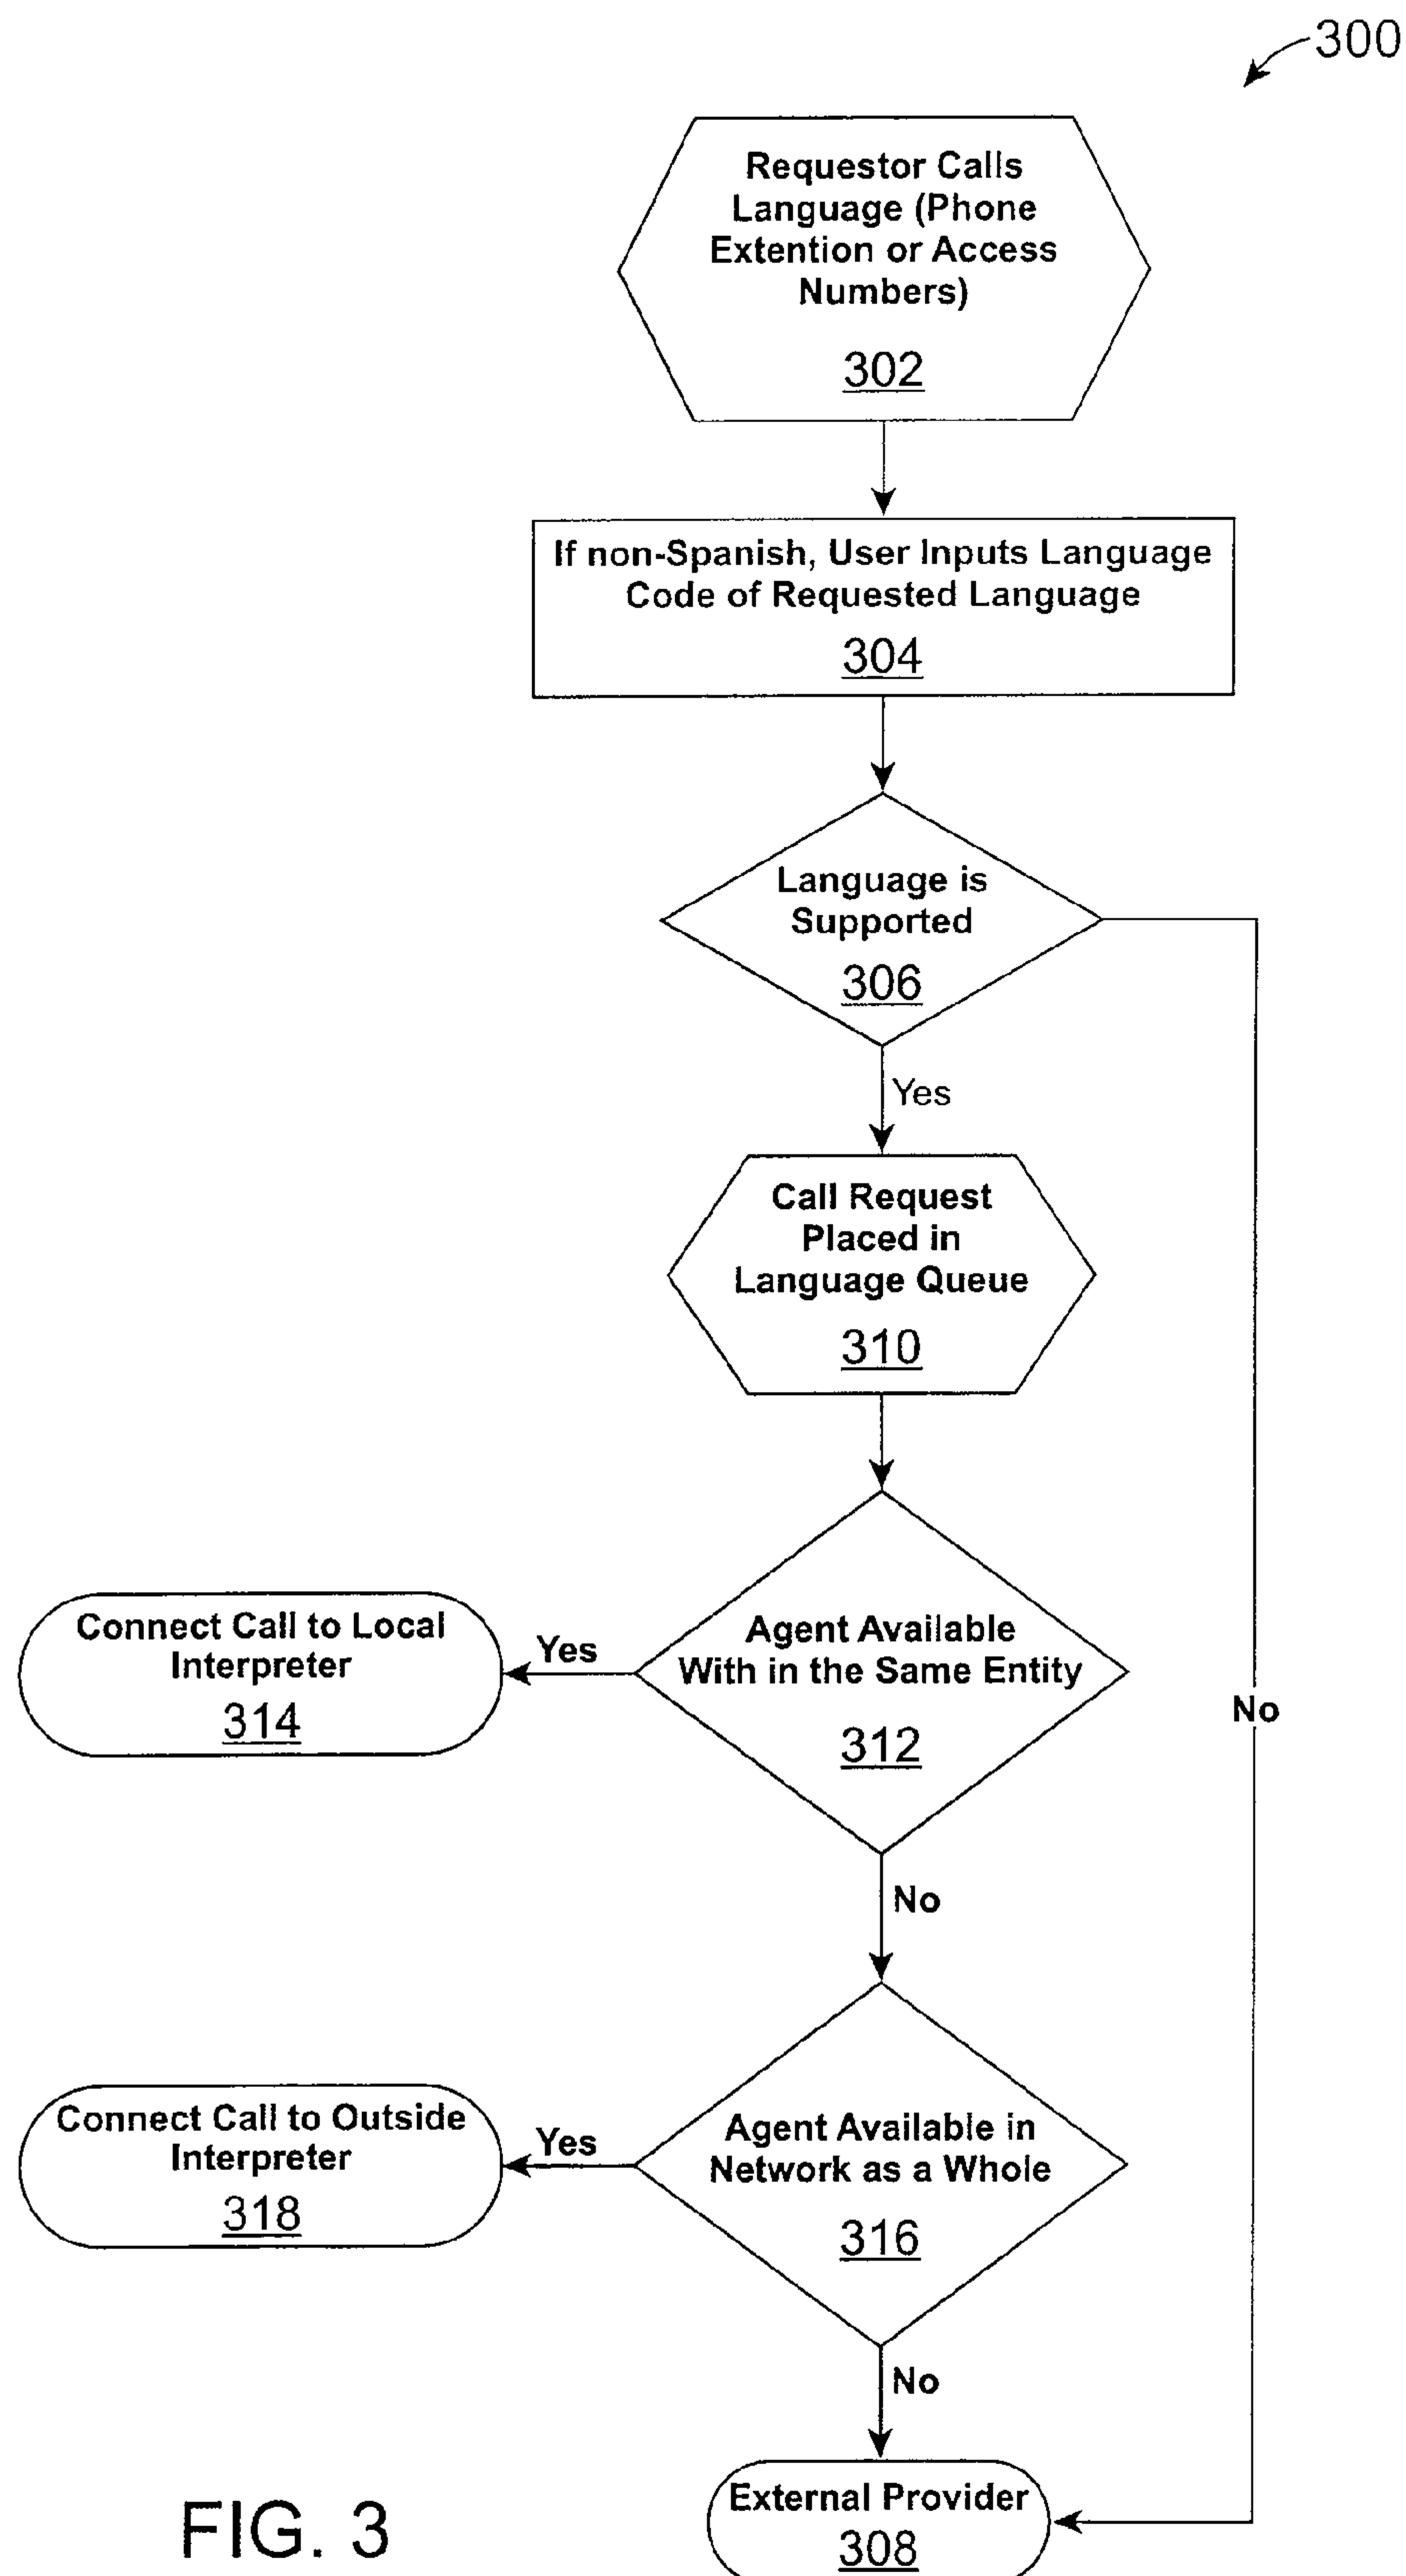 300
Requestor Calls
Language (Phone
Extention or Access
Numbers)
302
If non-Spanish, User Inputs Language
Code of Requested Language
304
Language is
Supported
306
Yes
Call Request
Placed in
Language Queue
310
Connect Call to Local
Interpreter
314
Yes
Agent Available
With in the Same Entity
312
No
No
Connect Call to Outside
Interpreter
318
Yes
Agent Available in
Network as a Whole
316
No
External Provider
308
FIG. 3